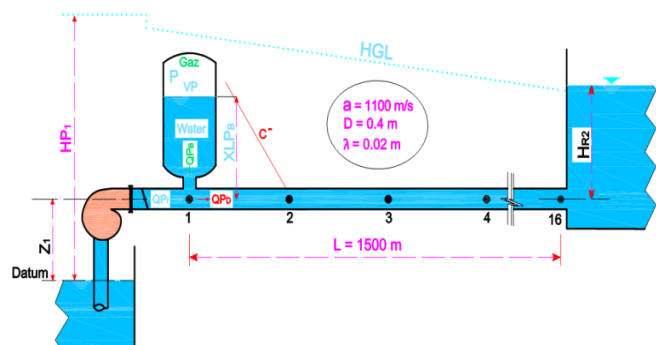 HGL
Gaz
P VP
HP1
Water
QPB
XLPB
C-
a = 1100 m/s
D = 0.4 m
λ = 0.02 m
HR2
QPI
QPD
1
2
3
4
16
Z1
Datum
L = 1500 m